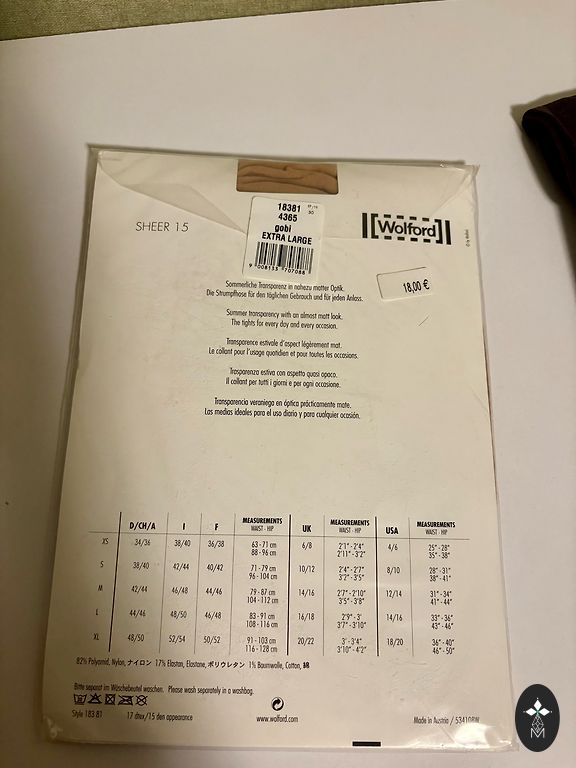 SHEER 15
18381
4365
gobi
EXTRA LARGE
9 008133 707088
Wolford
18,00 €
Sommerliche Transparenz in nahezu matter Optik.
Die Strumpfhose für den täglichen Gebrauch und für jeden Anlass.
Summer transparency with an almost matt look.
The tights for every day and every occasion.
Transparence estivale d'aspect légèrement mat.
Le collant pour l'usage quotidien et pour toutes les occasions.
Trasparenza estiva con aspetto quasi opaco.
Il collant per tutti i giorni e per ogni occasione.
Transparencia veraniega en óptica prácticamente mate.
Las medias ideales para el uso diario y para cualquier ocasión.
D/CH/A I F MEASUREMENTS WAIST - HIP UK MEASUREMENTS WAIST - HIP USA MEASUREMENTS WAIST - HIP
XS 34/36 38/40 36/38 63 - 71 cm 6/8 2'1" - 2'4" 4/6 25" - 28"
88 - 96 cm 2'11" - 3'2" 35" - 38"
S 38/40 42/44 40/42 71 - 79 cm 10/12 2'4" - 2'7" 8/10 28" - 31"
96 - 104 cm 3'2" - 3'5" 38" - 41"
M 42/44 46/48 44/46 79 - 87 cm 14/16 2'7" - 2'10" 12/14 31" - 34"
104 - 112 cm 3'5" - 3'8" 41" - 44"
L 44/46 48/50 46/48 83 - 91 cm 16/18 2'9" - 3' 14/16 33" - 36"
108 - 116 cm 3'7" - 3'10" 43" - 46"
XL 48/50 52/54 50/52 91 - 103 cm 20/22 3' - 3'4" 18/20 36" - 40"
116 - 128 cm 3'10" - 4'2" 46" - 50"
82% Polyamid, Nylon, ナイロン 17% Elastan, Elastane, ポリウレタン 1% Baumwolle, Cotton, 綿
Bitte separat im Wäschebeutel waschen. Please wash separately in a washbag.
Style 183 81 17 dtex/15 den appearance www.wolford.com Made in Austria /
M